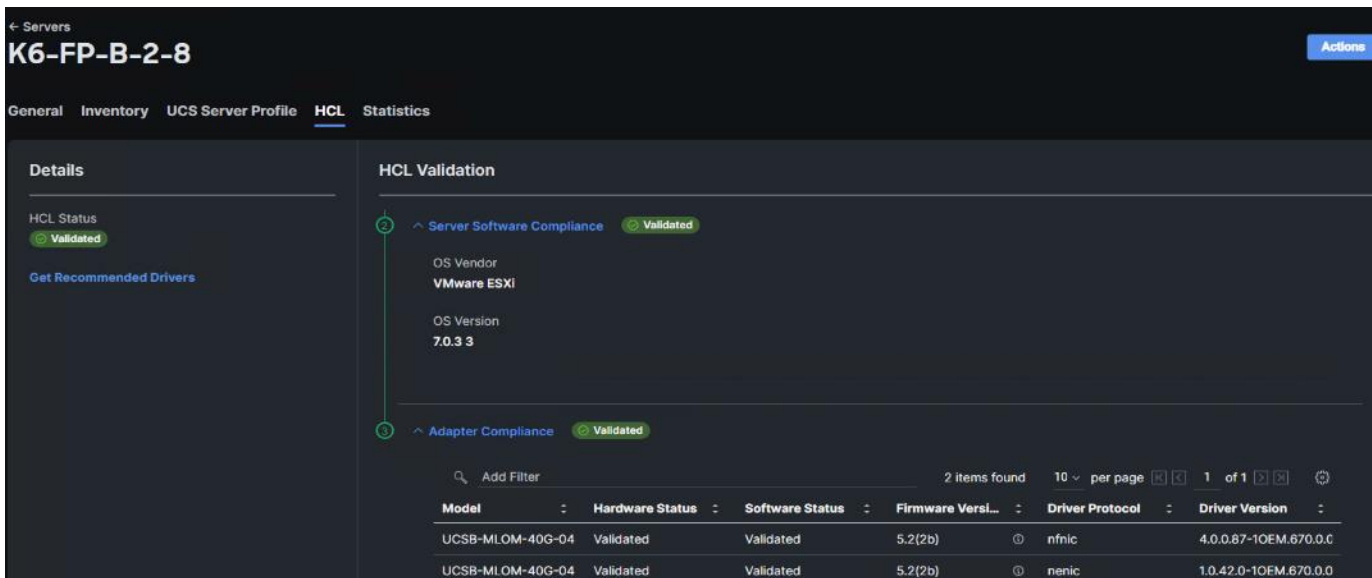 ← Servers
K6-FP-B-2-8
Actions
General Inventory UCS Server Profile HCL Statistics
Details
HCL Status
Validated
Get Recommended Drivers
HCL Validation
2 Server Software Compliance Validated
OS Vendor
VMware ESXi
OS Version
7.0.3 3
3 Adapter Compliance Validated
Add Filter 2 items found 10 per page 1 of 1
Model Hardware Status Software Status Firmware Versi... Driver Protocol Driver Version
UCSB-MLOM-40G-04 Validated Validated 5.2(2b) nfnic 4.0.0.87-1OEM.670.0.0
UCSB-MLOM-40G-04 Validated Validated 5.2(2b) nenic 1.0.42.0-1OEM.670.0.0